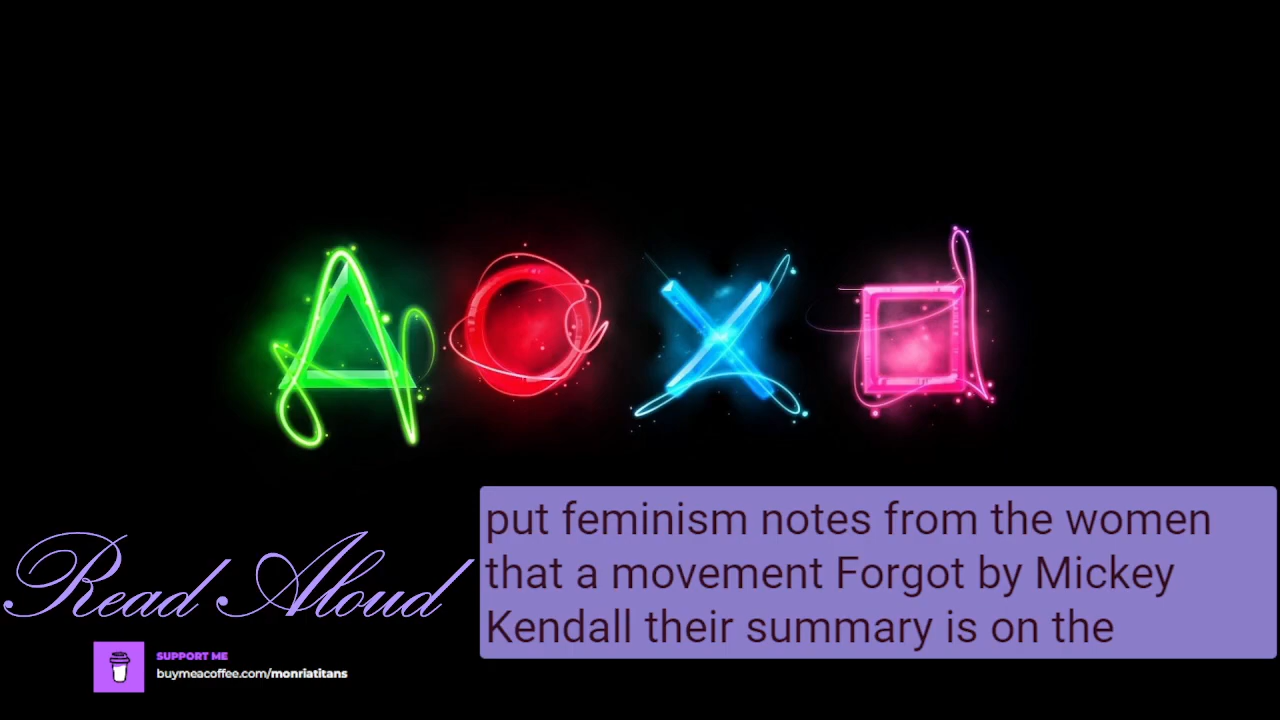 Read Aloud
put feminism notes from the women
that a movement Forgot by Mickey
Kendall their summary is on the
SUPPORT ME
buymeacoffee.com/monriatitans